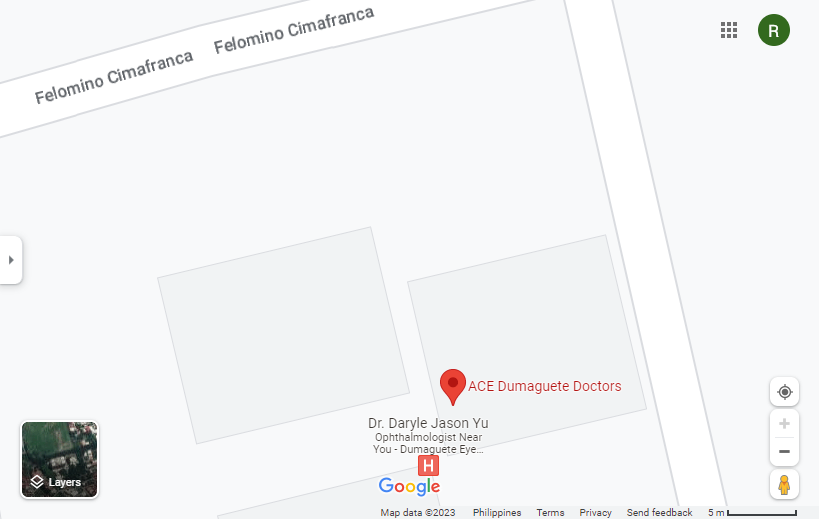 Felomino Cimafranca
Felomino Cimafranca
R
ACE Dumaguete Doctors
Dr. Daryle Jason Yu
Ophthalmologist Near
You - Dumaguete Eye...
H
Layers
Google
Map data ©2023 Philippines Terms Privacy Send feedback 5 m